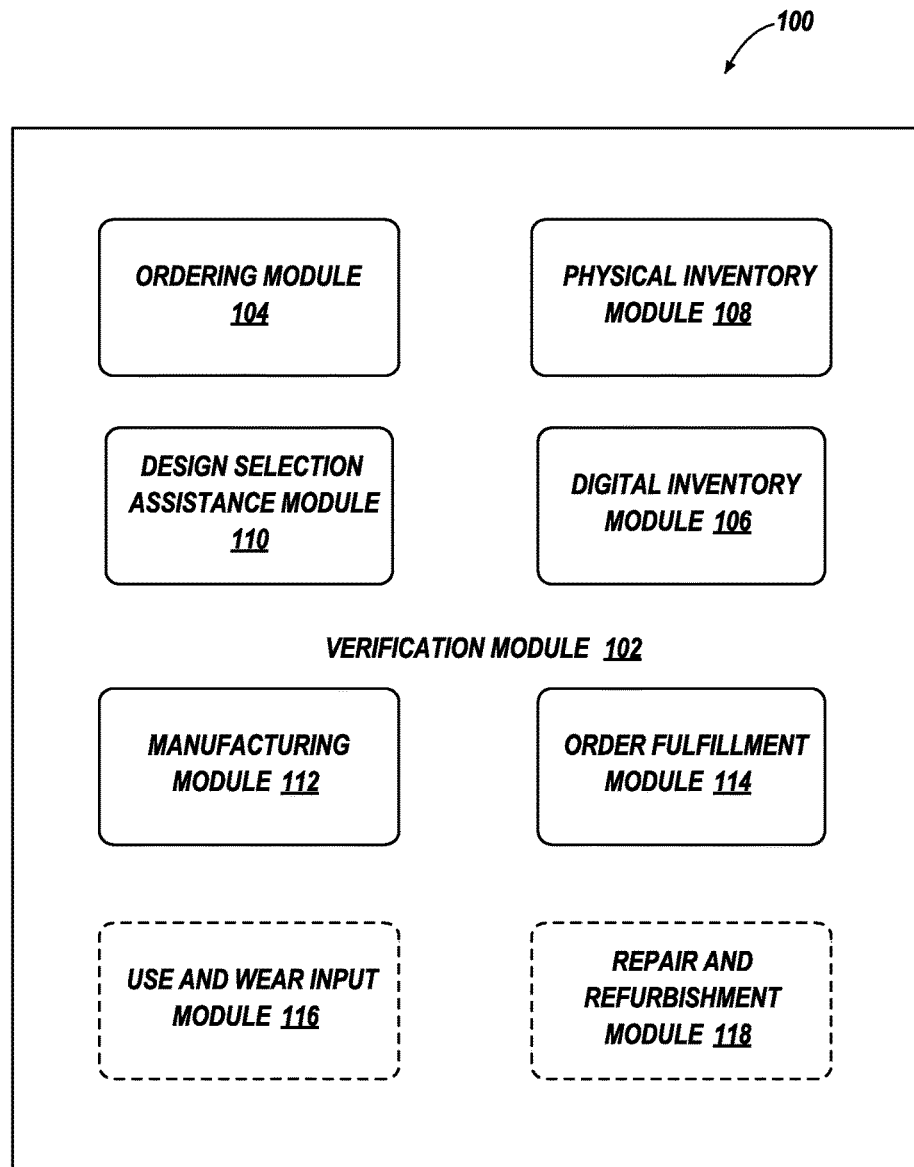 100
ORDERING MODULE
104
PHYSICAL INVENTORY
MODULE 108
DESIGN SELECTION
ASSISTANCE MODULE
110
DIGITAL INVENTORY
MODULE 106
VERIFICATION MODULE 102
MANUFACTURING
MODULE 112
ORDER FULFILLMENT
MODULE 114
USE AND WEAR INPUT
MODULE 116
REPAIR AND
REFURBISHMENT
MODULE 118